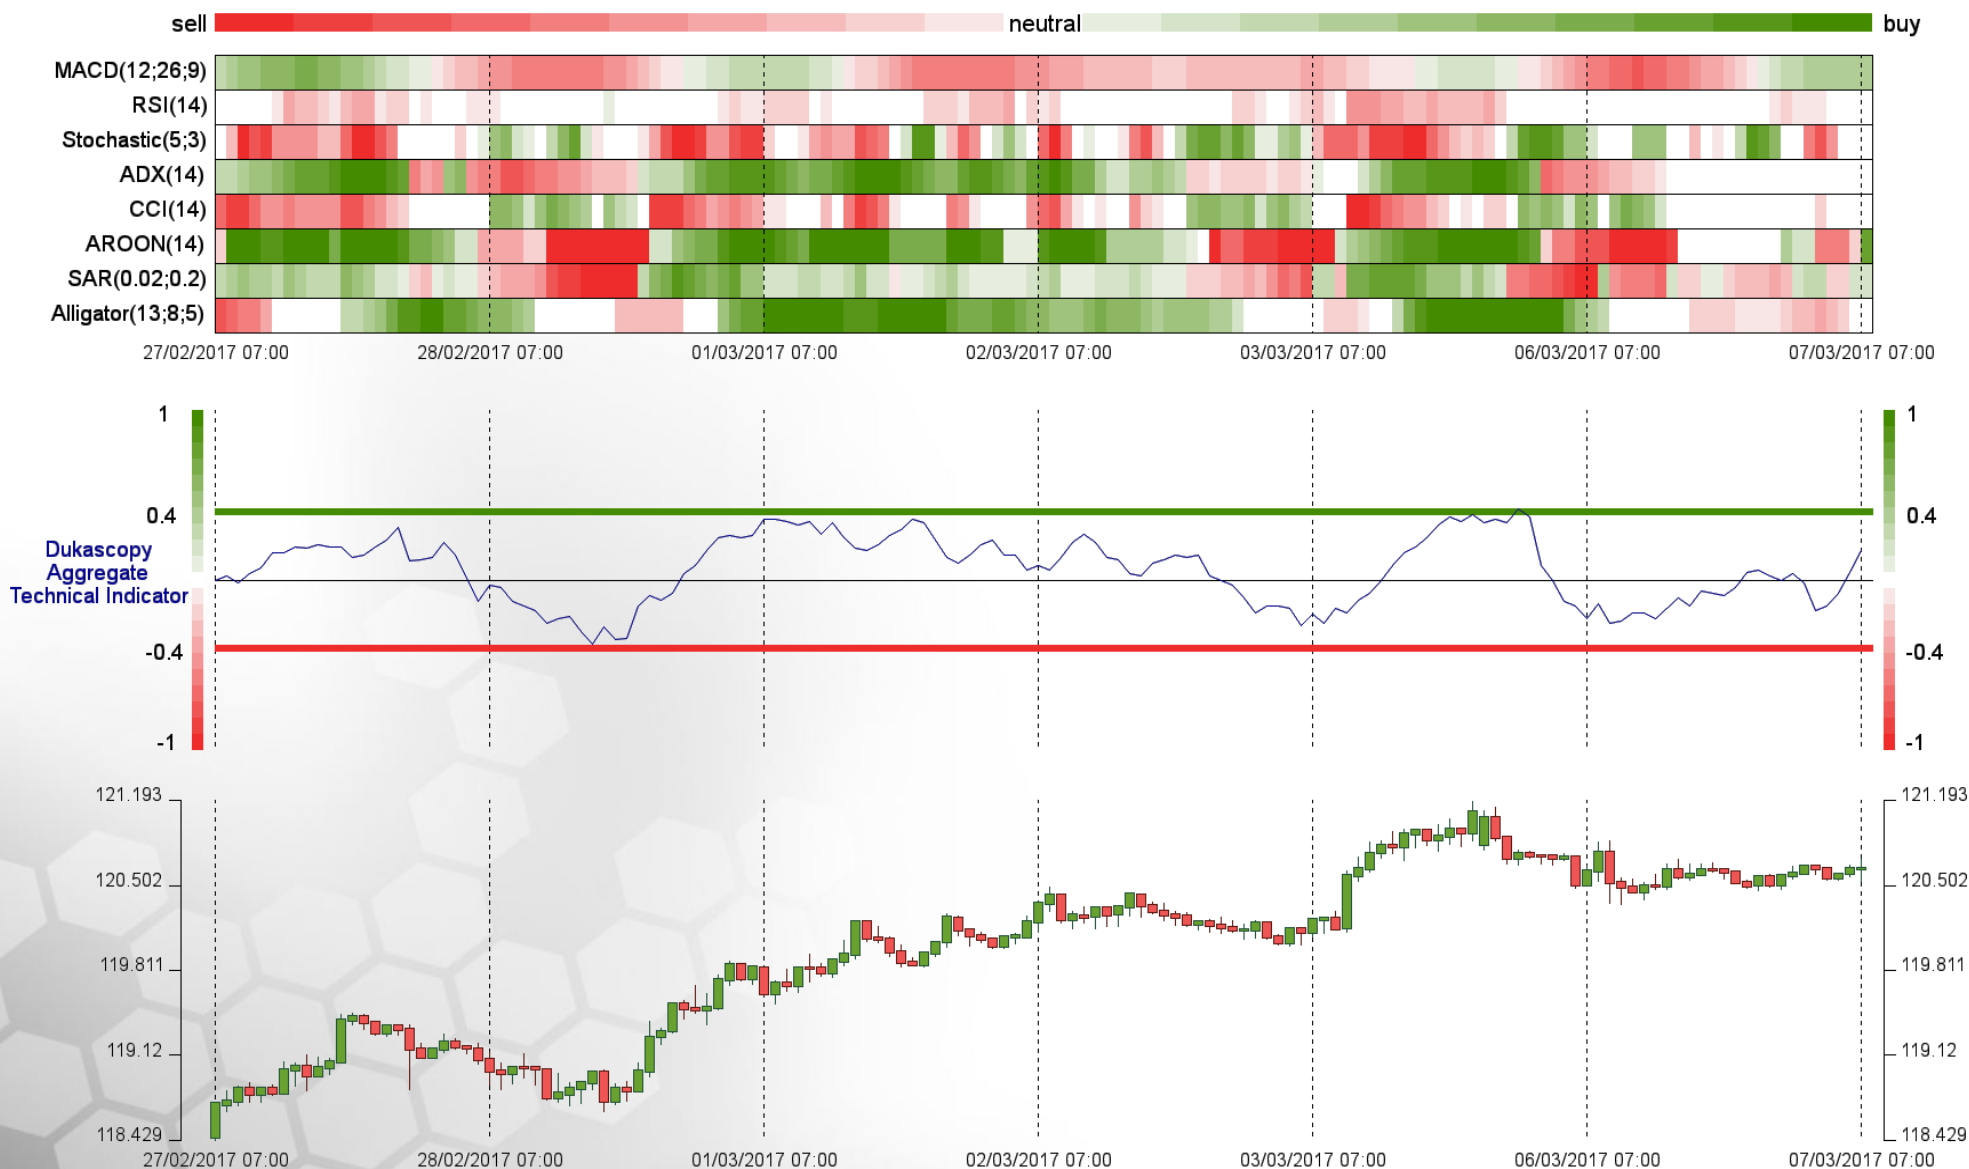 sell neutral buy
MACD(12;26;9)
RSI(14)
Stochastic(5;3)
ADX(14)
CCI(14)
AROON(14)
SAR(0.02;0.2)
Alligator(13;8;5)
27/02/2017 07:00 28/02/2017 07:00 01/03/2017 07:00 02/03/2017 07:00 03/03/2017 07:00 06/03/2017 07:00 07/03/2017 07:00
1 1
0.4 0.4
Dukascopy
Aggregate
Technical Indicator
-0.4 -0.4
-1 -1
121.193 121.193
120.502 120.502
119.811 119.811
119.12 119.12
118.429 118.429
27/02/2017 07:00 28/02/2017 07:00 01/03/2017 07:00 02/03/2017 07:00 03/03/2017 07:00 06/03/2017 07:00 07/03/2017 07:00